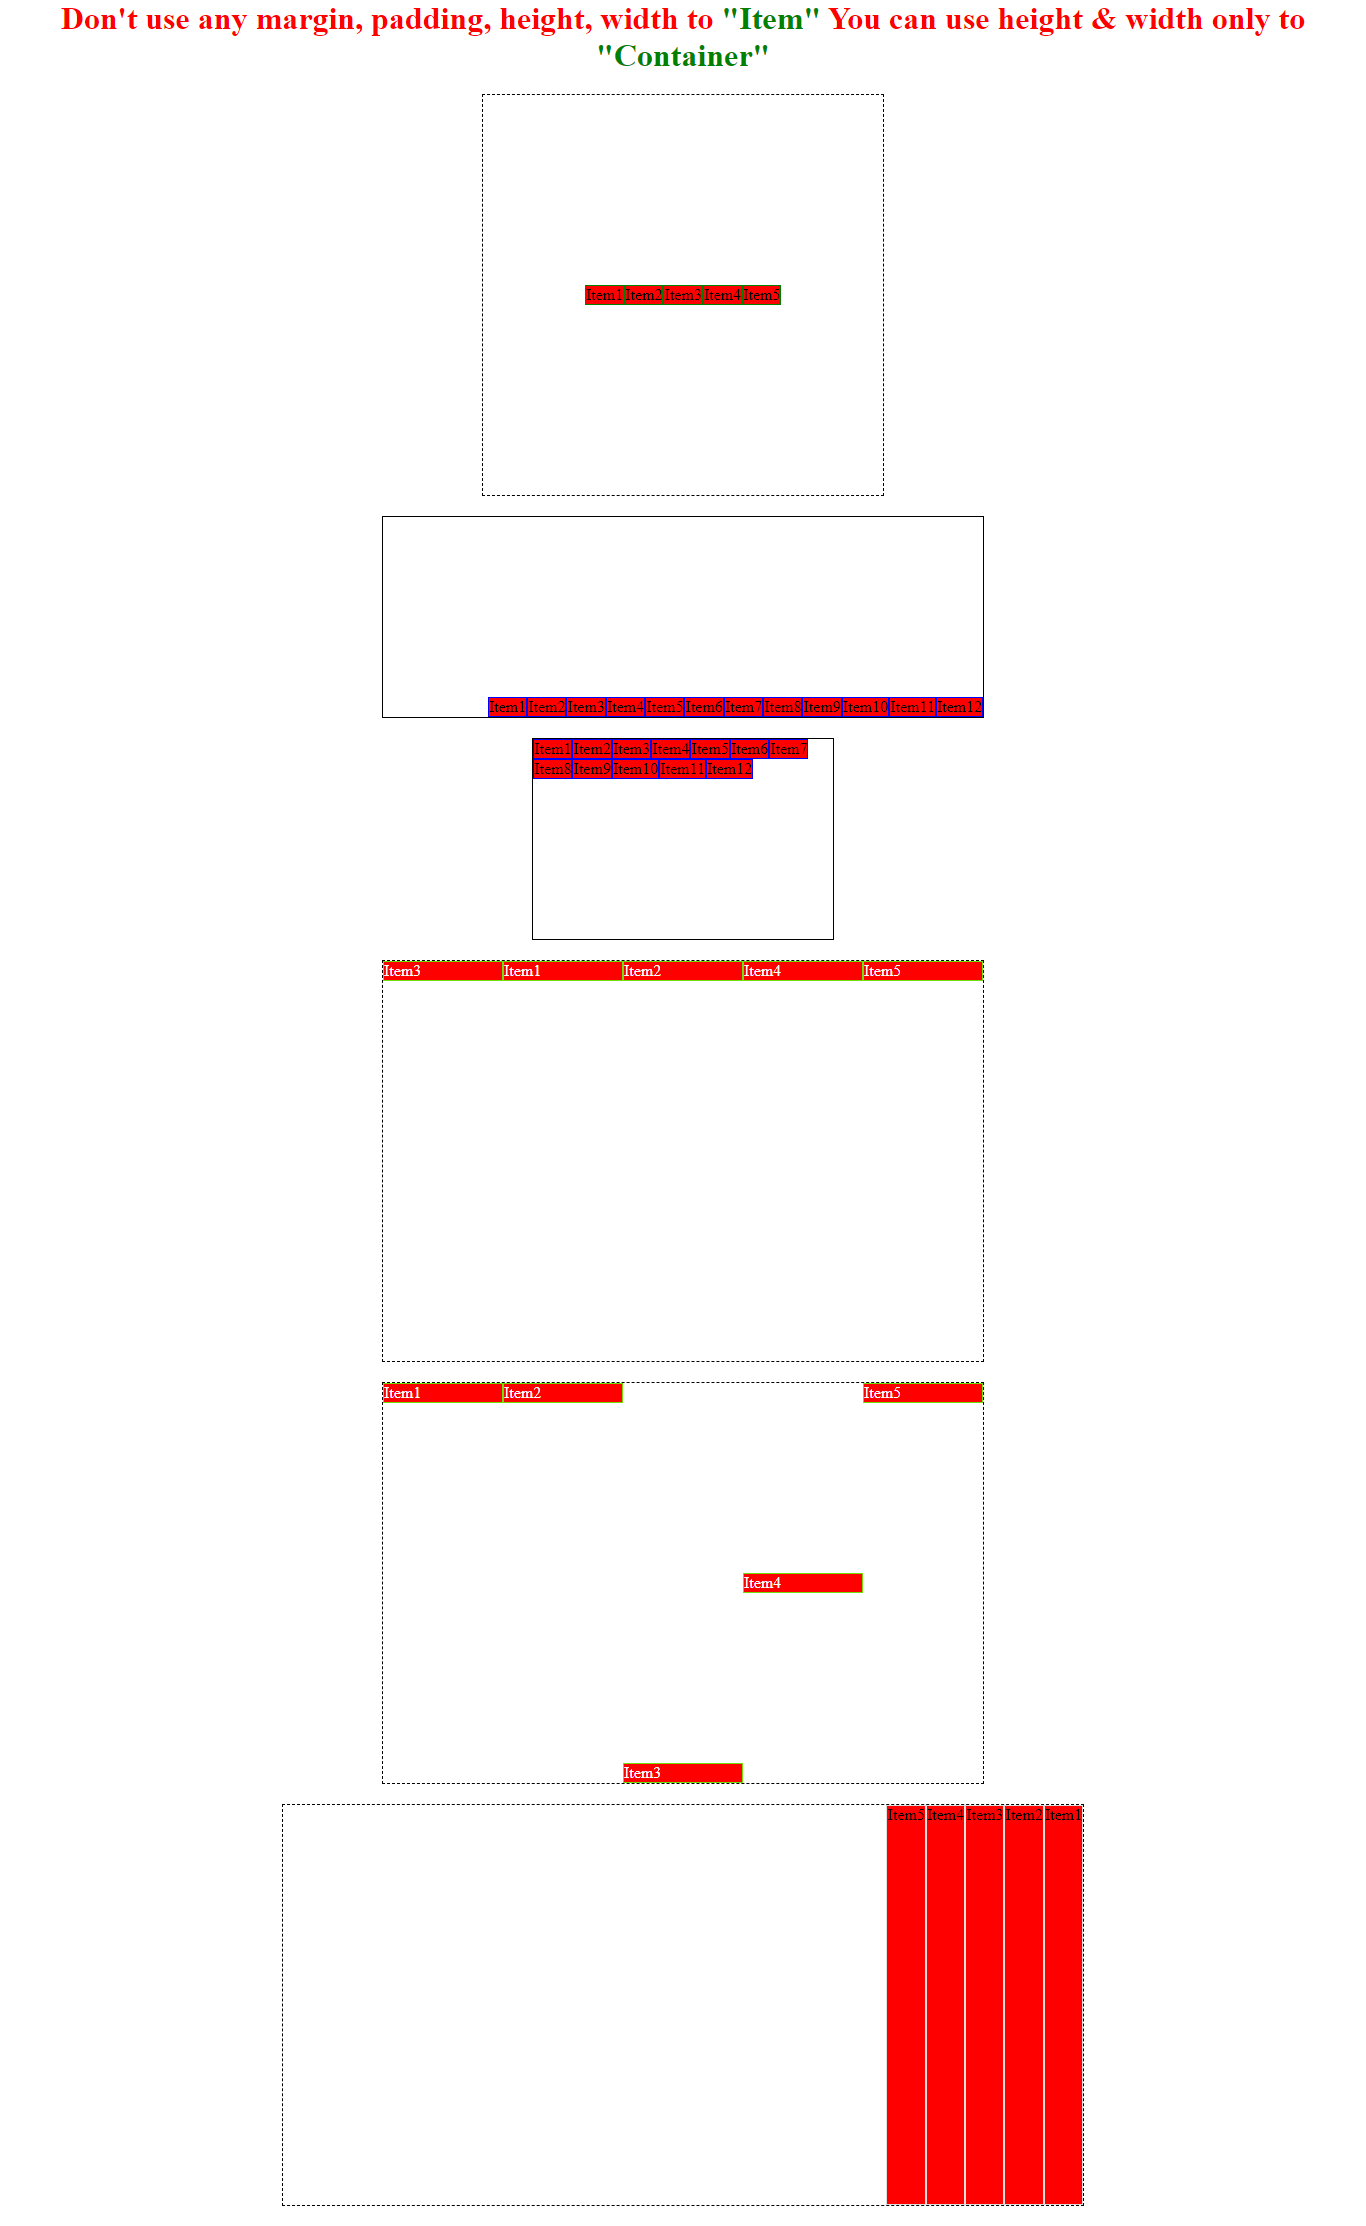 Don't use any margin, padding, height, width to "Item" You can use height & width only to
"Container"
Item1 Item2 Item3 Item4 Item5
Item1 Item2 Item3 Item4 Item5 Item6 Item7 Item8 Item9 Item10 Item11 Item12
Item1 Item2 Item3 Item4 Item5 Item6 Item7
Item8 Item9 Item10 Item11 Item12
Item3 Item1 Item2 Item4 Item5
Item1 Item2 Item5
Item4
Item3
Item5 Item4 Item3 Item2 Item1